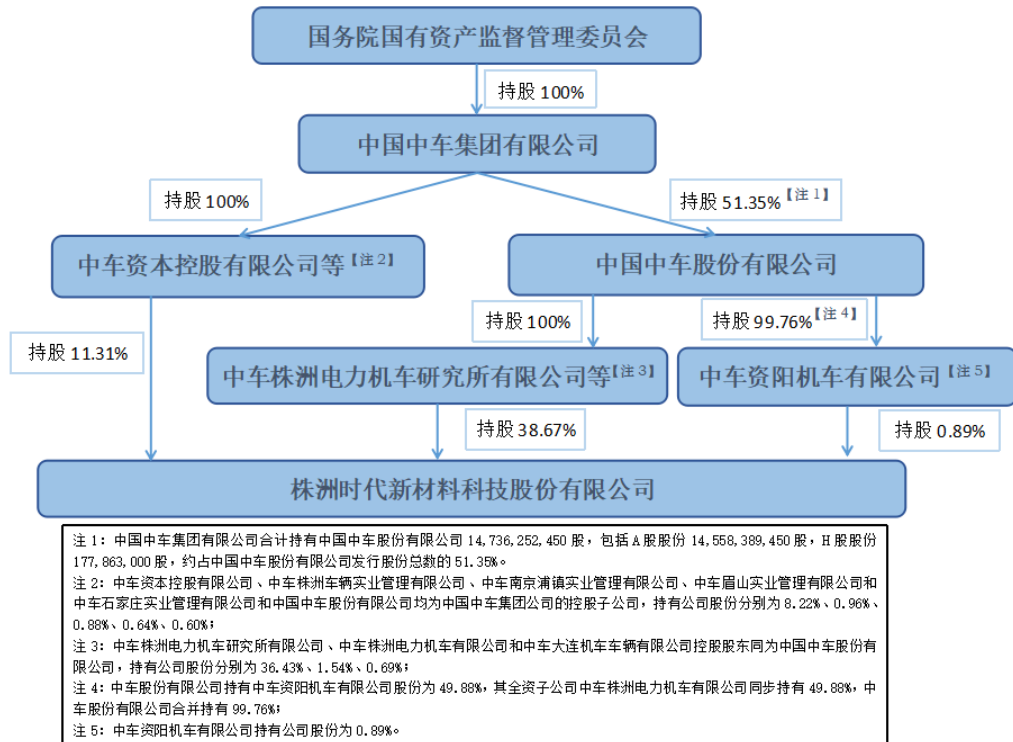 国务院国有资产监督管理委员会
持股 100%
中国中车集团有限公司
持股 100%
持股 51.35%【注 1】
中车资本控股有限公司等【注 2】
中国中车股份有限公司
持股 11.31%
持股 100%
持股 99.76%【注 4】
中车株洲电力机车研究所有限公司等【注 3】
中车资阳机车有限公司【注 5】
持股 38.67%
持股 0.89%
株洲时代新材料科技股份有限公司
注 1：中国中车集团有限公司合计持有中国中车股份有限公司 14,736,252,450 股，包括 A 股股份 14,558,389,450 股，H 股股份
177,863,000 股，约占中国中车股份有限公司发行股份总数的 51.35%。
注 2：中车资本控股有限公司、中车株洲车辆实业管理有限公司、中车南京浦镇实业管理有限公司、中车眉山实业管理有限公司和
中车石家庄实业管理有限公司和中国中车股份有限公司均为中国中车集团公司的控股子公司，持有公司股份分别为 8.22%、0.96%、
0.88%、0.64%、0.60%；
注 3：中车株洲电力机车研究所有限公司、中车株洲电力机车有限公司和中车大连机车车辆有限公司控股股东同为中国中车股份有
限公司，持有公司股份分别为 36.43%、1.54%、0.69%；
注 4：中车股份有限公司持有中车资阳机车有限公司股份为 49.88%，其全资子公司中车株洲电力机车有限公司同步持有 49.88%，中
车股份有限公司合并持有 99.76%；
注 5：中车资阳机车有限公司持有公司股份为 0.89%。